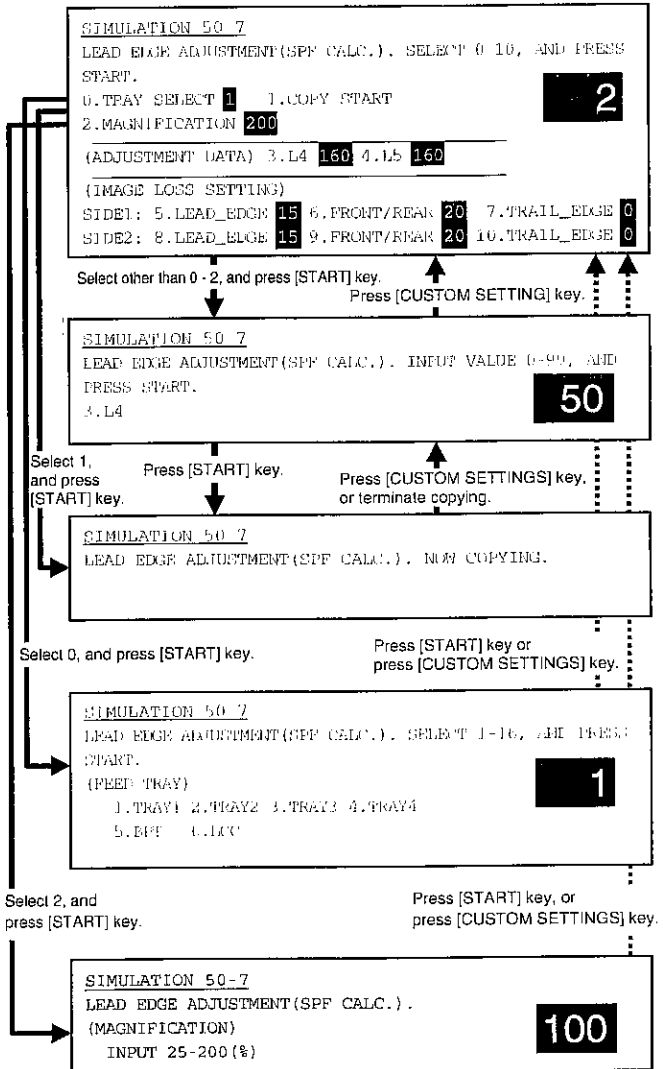 SIMULATION 50-7
LEAD EDGE ADJUSTMENT(SPF CALC.). SELECT 0-10, AND PRESS
START.
0.TRAY SELECT 1 1.COPY START
2
2.MAGNIFICATION 200
(ADJUSTMENT DATA) 3.L4 160 4.L5 160
(IMAGE LOSS SETTING)
SIDE1: 5.LEAD_EDGE 15 6.FRONT/REAR 20 7.TRAIL_EDGE 0
SIDE2: 8.LEAD_EDGE 15 9.FRONT/REAR 20 10.TRAIL_EDGE 0
Select other than 0 - 2, and press [START] key.
Press [CUSTOM SETTING] key.
SIMULATION 50-7
LEAD EDGE ADJUSTMENT(SPF CALC.). INPUT VALUE 0-99, AND
PRESS START.
3.L4
50
Select 1,
and press
[START] key.
Press [START] key.
Press [CUSTOM SETTINGS] key,
or terminate copying.
SIMULATION 50-7
LEAD EDGE ADJUSTMENT(SPF CALC.). NOW COPYING.
Select 0, and press [START] key.
Press [START] key or
press [CUSTOM SETTINGS] key.
SIMULATION 50-7
LEAD EDGE ADJUSTMENT(SPF CALC.). SELECT 1-16, AND PRESS
START.
(FEED TRAY)
1
1.TRAY1 2.TRAY2 3.TRAY3 4.TRAY4
5.BPT 6.LCC
Select 2, and
press [START] key.
Press [START] key, or
press [CUSTOM SETTINGS] key.
SIMULATION 50-7
LEAD EDGE ADJUSTMENT(SPF CALC.).
(MAGNIFICATION)
INPUT 25-200(%)
100